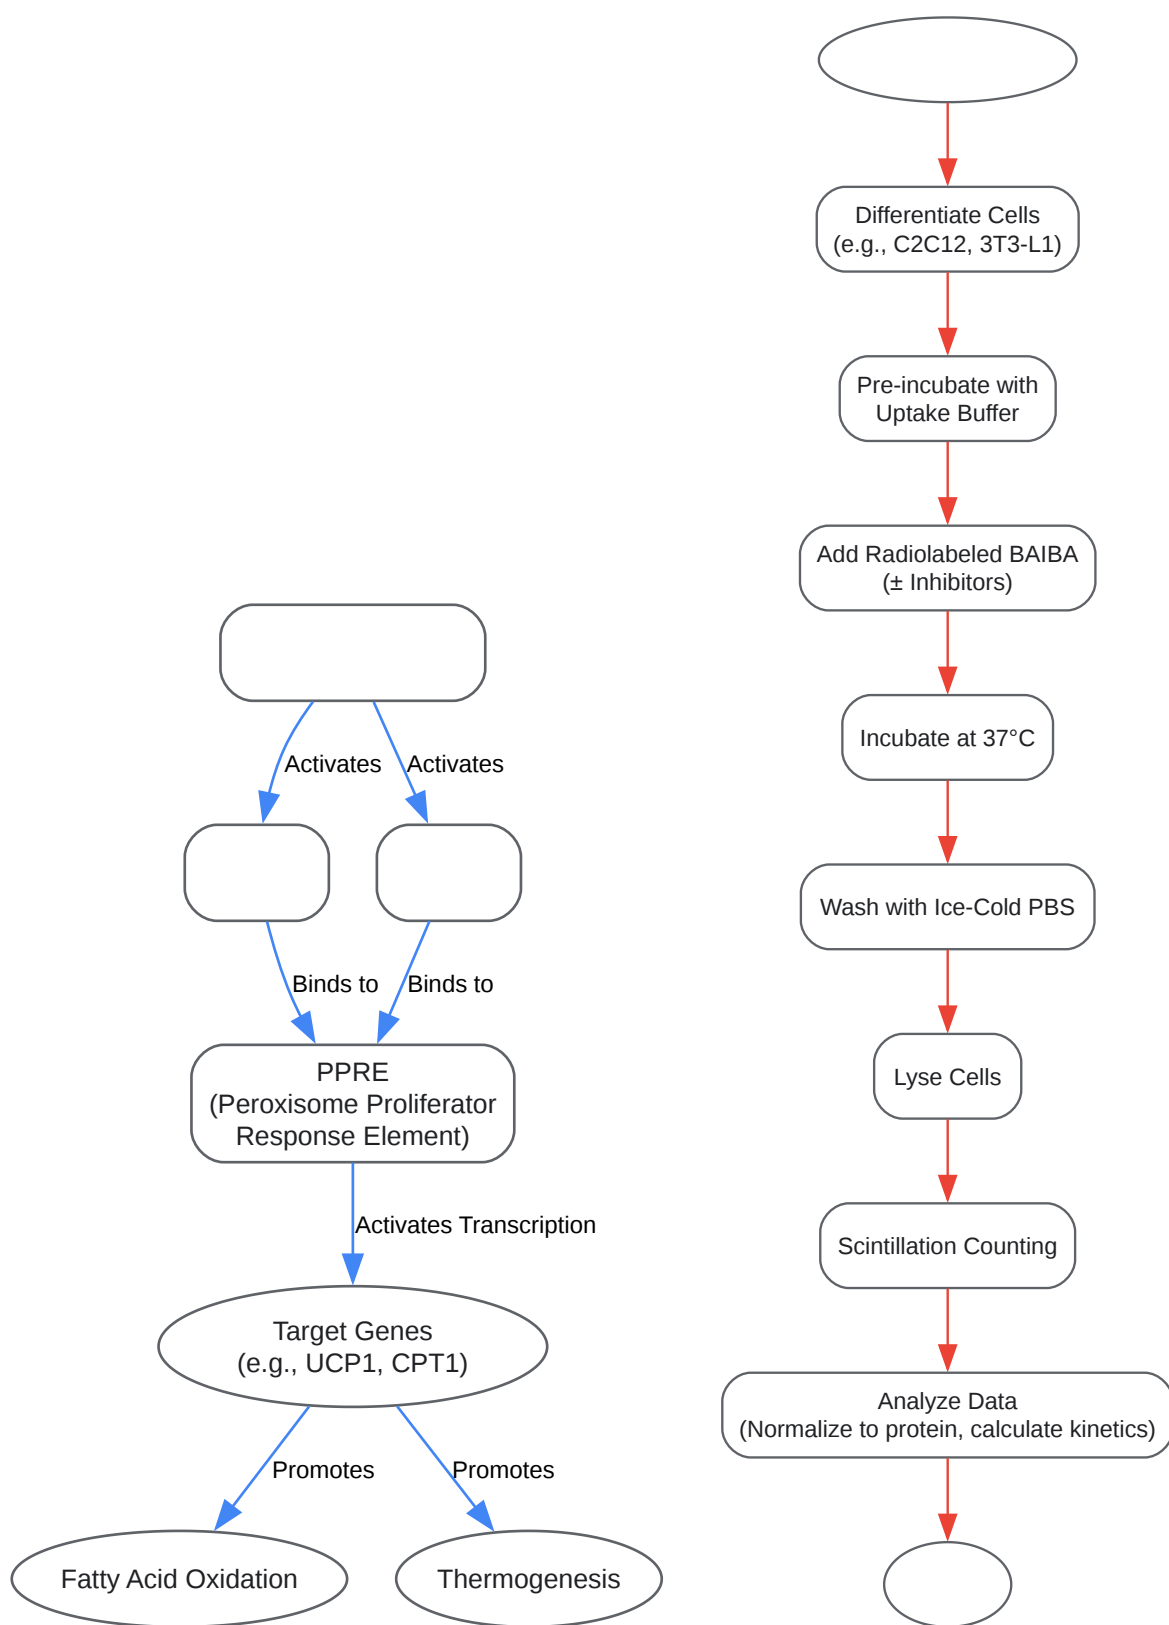 Activates
Activates
Binds to
Binds to
PPRE
(Peroxisome Proliferator
Response Element)
Activates Transcription
Target Genes
(e.g., UCP1, CPT1)
Promotes
Promotes
Fatty Acid Oxidation
Thermogenesis
Differentiate Cells
(e.g., C2C12, 3T3-L1)
Pre-incubate with
Uptake Buffer
Add Radiolabeled BAIBA
(± Inhibitors)
Incubate at 37°C
Wash with Ice-Cold PBS
Lyse Cells
Scintillation Counting
Analyze Data
(Normalize to protein, calculate kinetics)